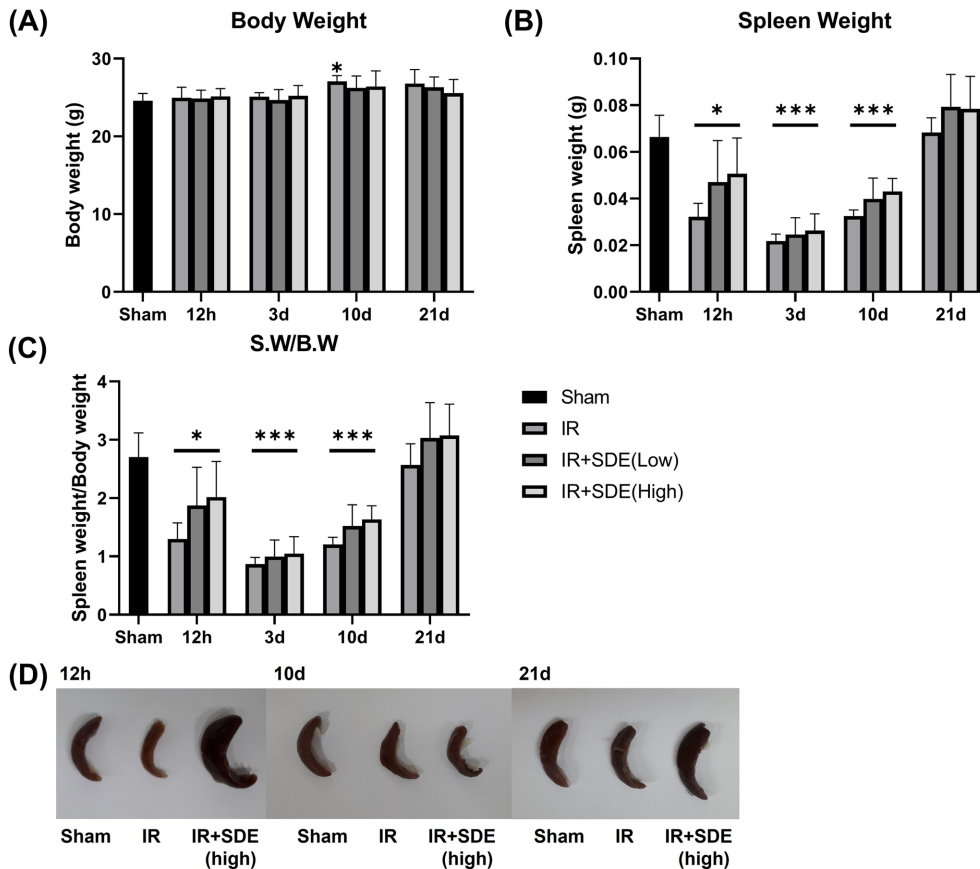 (A)
Body Weight
Body weight (g)
30
20
10
0
*
Sham 12h 3d 10d 21d
(B)
Spleen Weight
Spleen weight (g)
0.10
0.08
0.06
0.04
0.02
0.00
* *** ***
Sham 12h 3d 10d 21d
(C)
S.W/B.W
Spleen weight/Body weight
4
3
2
1
0
* *** ***
Sham 12h 3d 10d 21d
Sham
IR
IR+SDE(Low)
IR+SDE(High)
(D)
12h 10d 21d
Sham IR IR+SDE Sham IR IR+SDE Sham IR IR+SDE
(high) (high) (high)